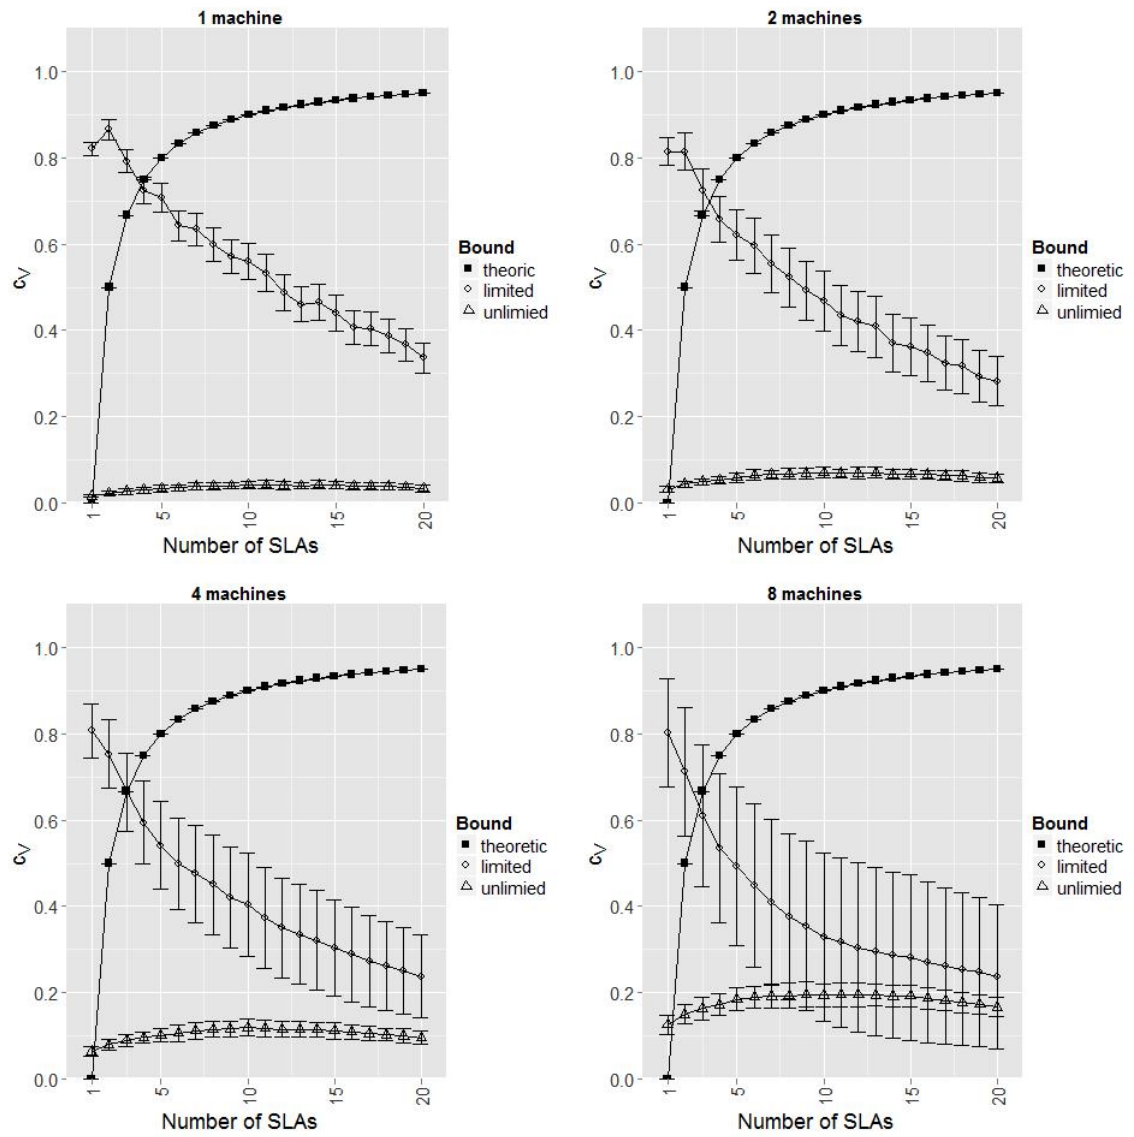 1 machine
1.0
0.8
0.6
0.4
0.2
0.0
cV
1
5
10
15
20
Number of SLAs
Bound
theoric
limited
unlimied
2 machines
1.0
0.8
0.6
0.4
0.2
0.0
cV
1
5
10
15
20
Number of SLAs
Bound
theoretic
limited
unlimied
4 machines
1.0
0.8
0.6
0.4
0.2
0.0
cV
1
5
10
15
20
Number of SLAs
Bound
theoretic
limited
unlimied
8 machines
1.0
0.8
0.6
0.4
0.2
0.0
cV
1
5
10
15
20
Number of SLAs
Bound
theoretic
limited
unlimied